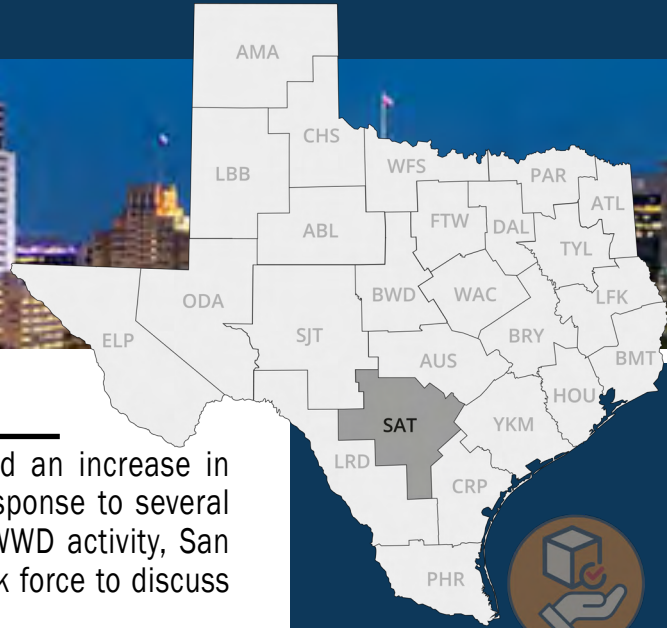 AMA
CHS
LBB
WFS
PAR
ATL
ABL
FTW
DAL
TYL
ODA
BWD
WAC
LFK
ELP
SJT
BRY
BMT
AUS
HOU
SAT
YKM
LRD
CRP
PHR
d an increase in
sponse to several
WWD activity, San
k force to discuss